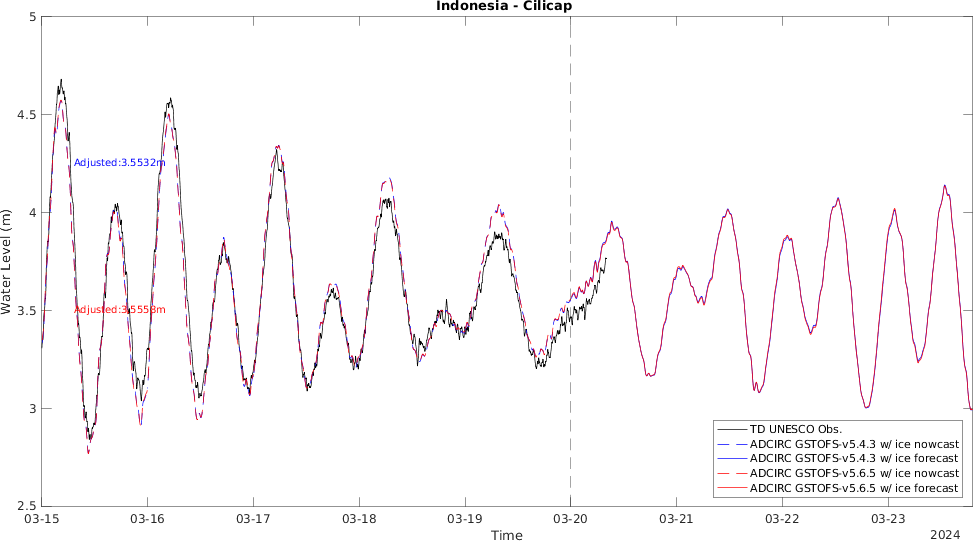 Indonesia - Cilicap
5
4.5
4
3.5
3
2.5
Water Level (m)
Adjusted:3.5532m
Adjusted:3.5558m
TD UNESCO Obs.
ADCIRC GSTOFS-v5.4.3 w/ ice nowcast
ADCIRC GSTOFS-v5.4.3 w/ ice forecast
ADCIRC GSTOFS-v5.6.5 w/ ice nowcast
ADCIRC GSTOFS-v5.6.5 w/ ice forecast
03-15 03-16 03-17 03-18 03-19 03-20 03-21 03-22 03-23
Time
2024